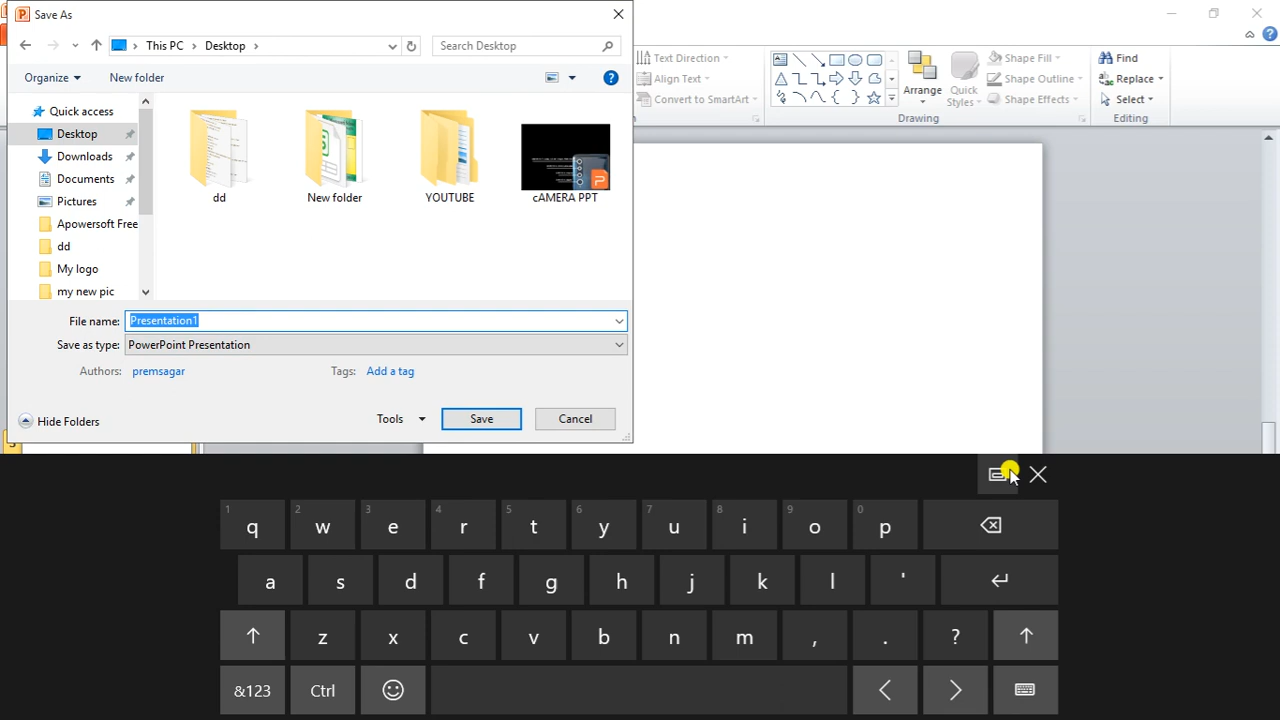 Save As
This PC
Desktop
Search Desktop
Organize
New folder
Quick access
Desktop
Downloads
Documents
Pictures
Apowersoft Free
dd
My logo
my new pic
dd
New folder
YOUTUBE
cAMERA PPT
File name:
Presentation1
Save as type:
PowerPoint Presentation
Authors:
premsagar
Tags:
Add a tag
Hide Folders
Tools
Save
Cancel
Text Direction
Align Text
Convert to SmartArt
Arrange
Quick
Styles
Shape Fill
Shape Outline
Shape Effects
Drawing
Find
Replace
Select
Editing
1 q 2 w 3 e 4 r 5 t 6 y 7 u 8 i 9 o 0 p
a s d f g h j k l '
z x c v b n m , . ?
&123 Ctrl